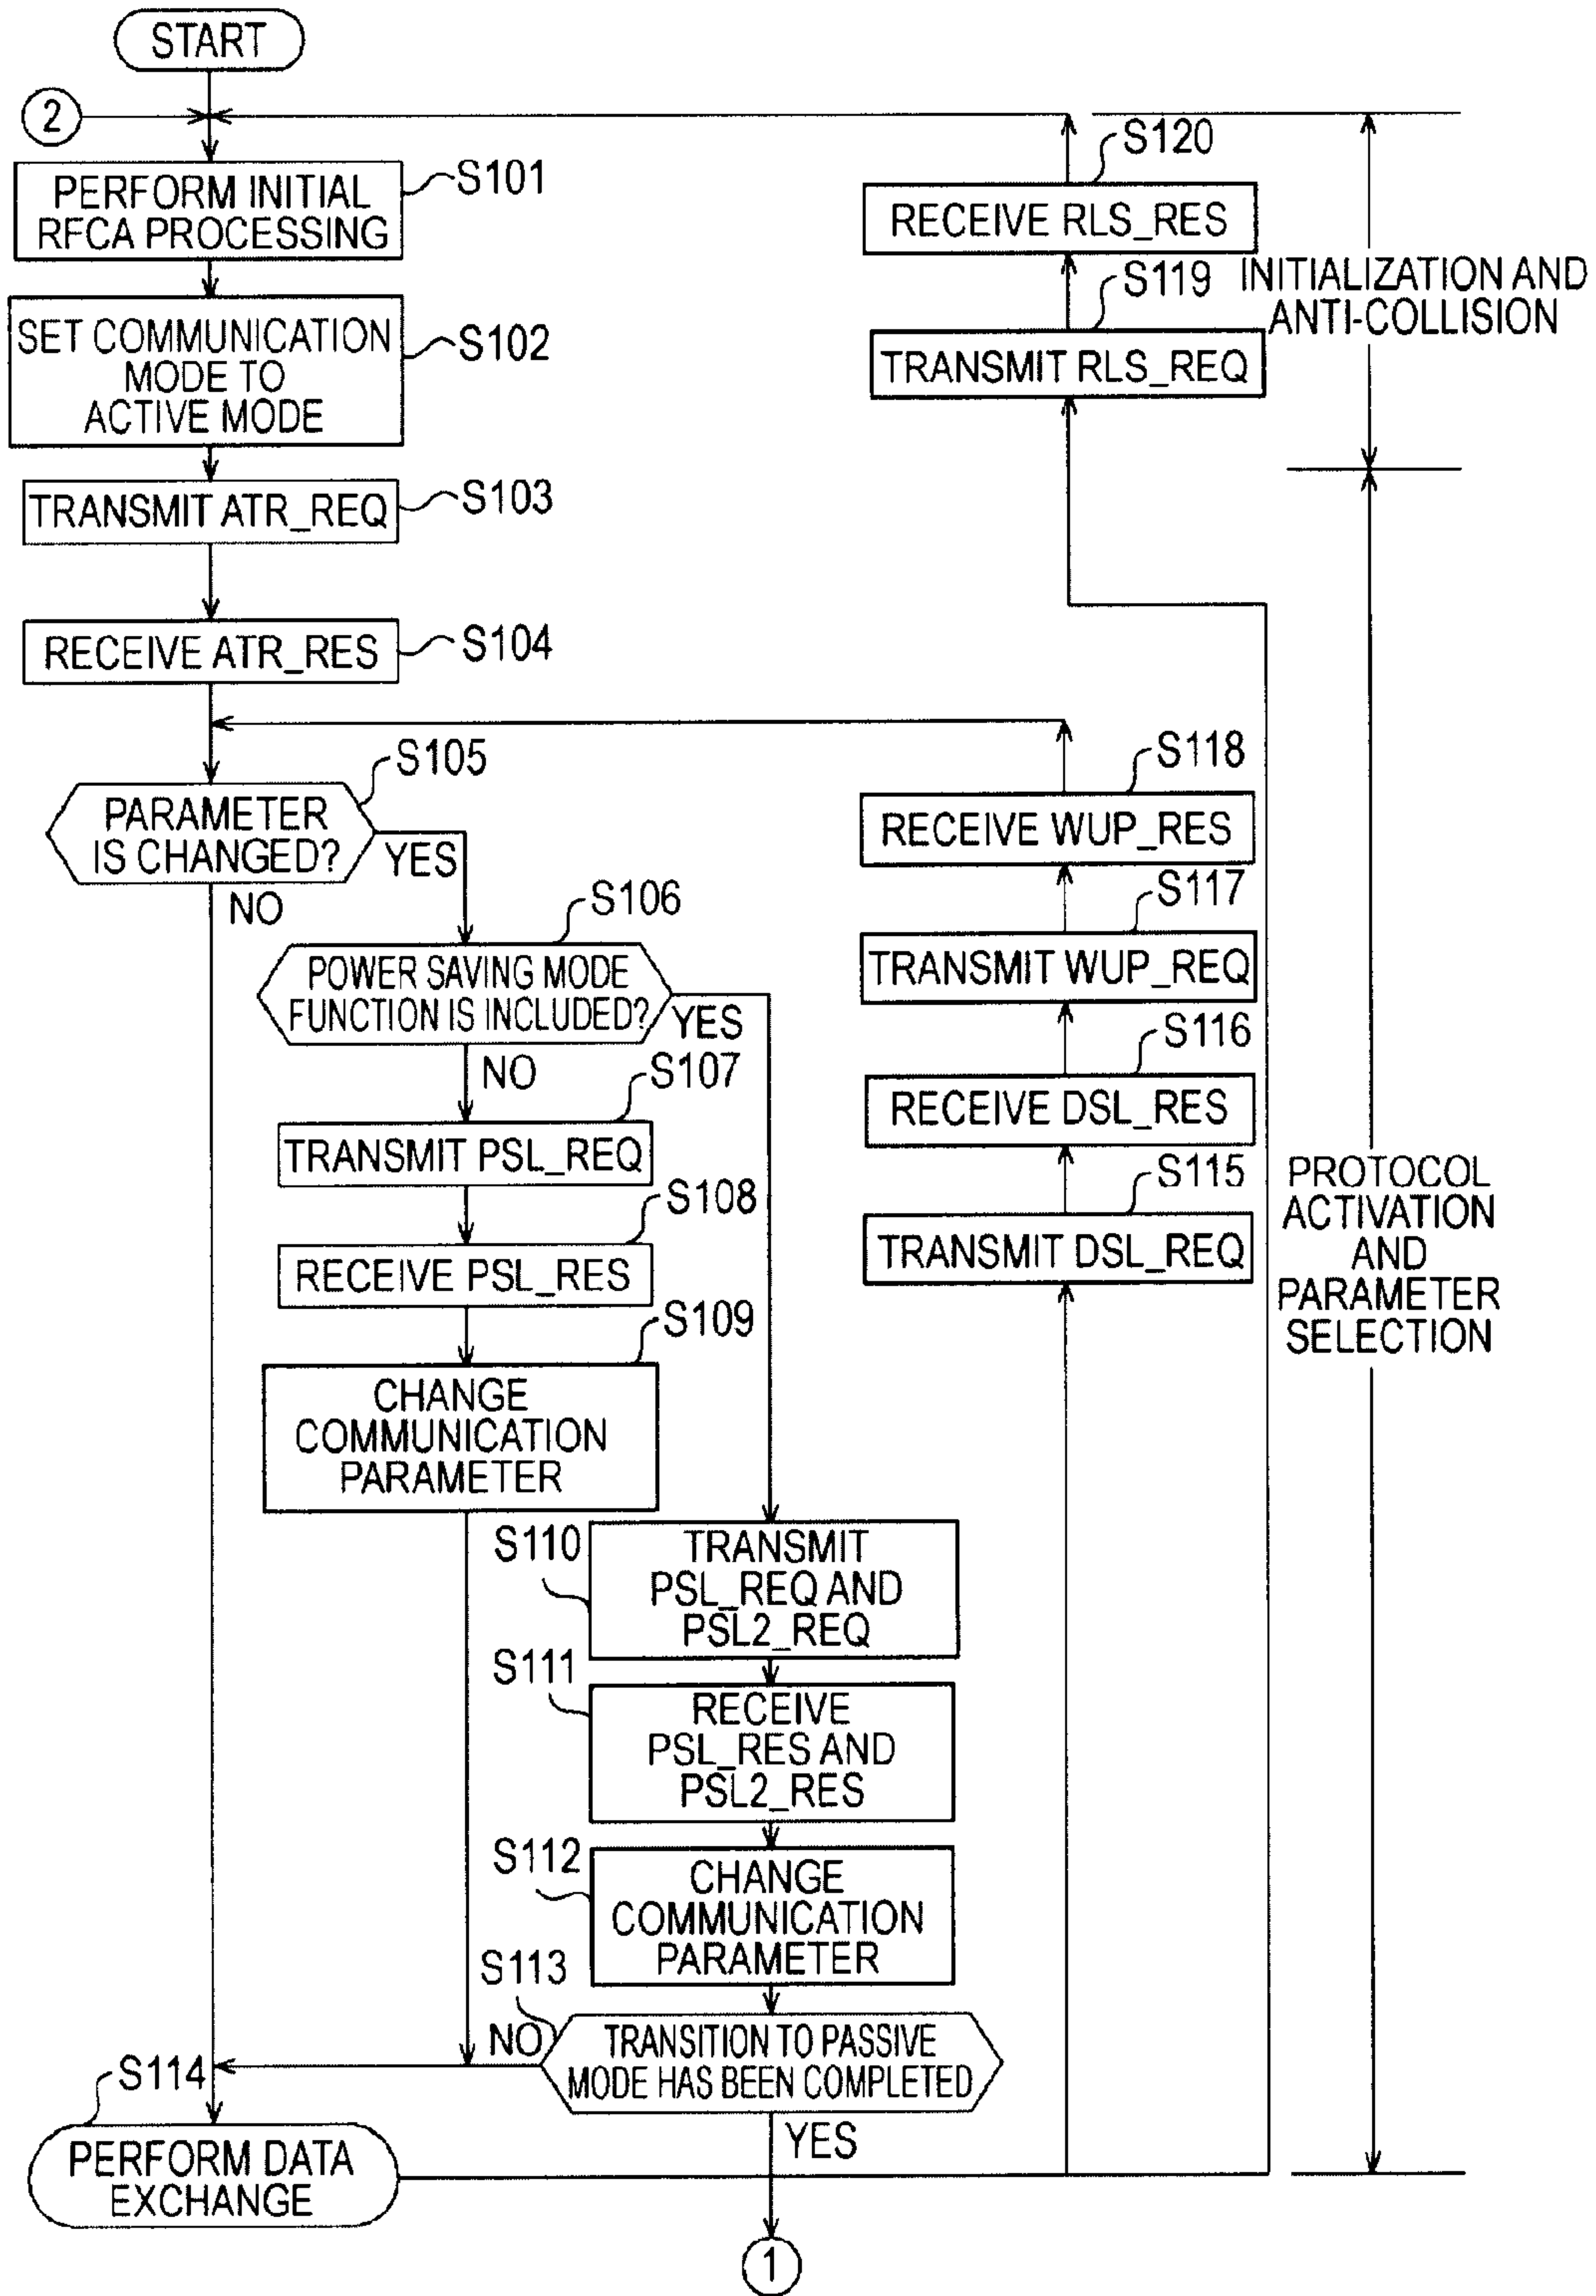 START
2
PERFORM INITIAL
RFCA PROCESSING
S101
SET COMMUNICATION
MODE TO
ACTIVE MODE
S102
TRANSMIT ATR_REQ
S103
RECEIVE ATR_RES
S104
S105
PARAMETER
IS CHANGED?
YES
NO
S106
POWER SAVING MODE
FUNCTION IS INCLUDED?
YES
NO
S107
TRANSMIT PSL_REQ
S108
RECEIVE PSL_RES
S109
CHANGE
COMMUNICATION
PARAMETER
S110
TRANSMIT
PSL_REQ AND
PSL2_REQ
S111
RECEIVE
PSL_RES AND
PSL2_RES
S112
CHANGE
COMMUNICATION
PARAMETER
S113
NO
TRANSITION TO PASSIVE
MODE HAS BEEN COMPLETED
YES
S114
PERFORM DATA
EXCHANGE
1
S120
RECEIVE RLS_RES
S119
TRANSMIT RLS_REQ
S118
RECEIVE WUP_RES
S117
TRANSMIT WUP_REQ
S116
RECEIVE DSL_RES
S115
TRANSMIT DSL_REQ
INITIALIZATION AND
ANTI-COLLISION
PROTOCOL
ACTIVATION
AND
PARAMETER
SELECTION